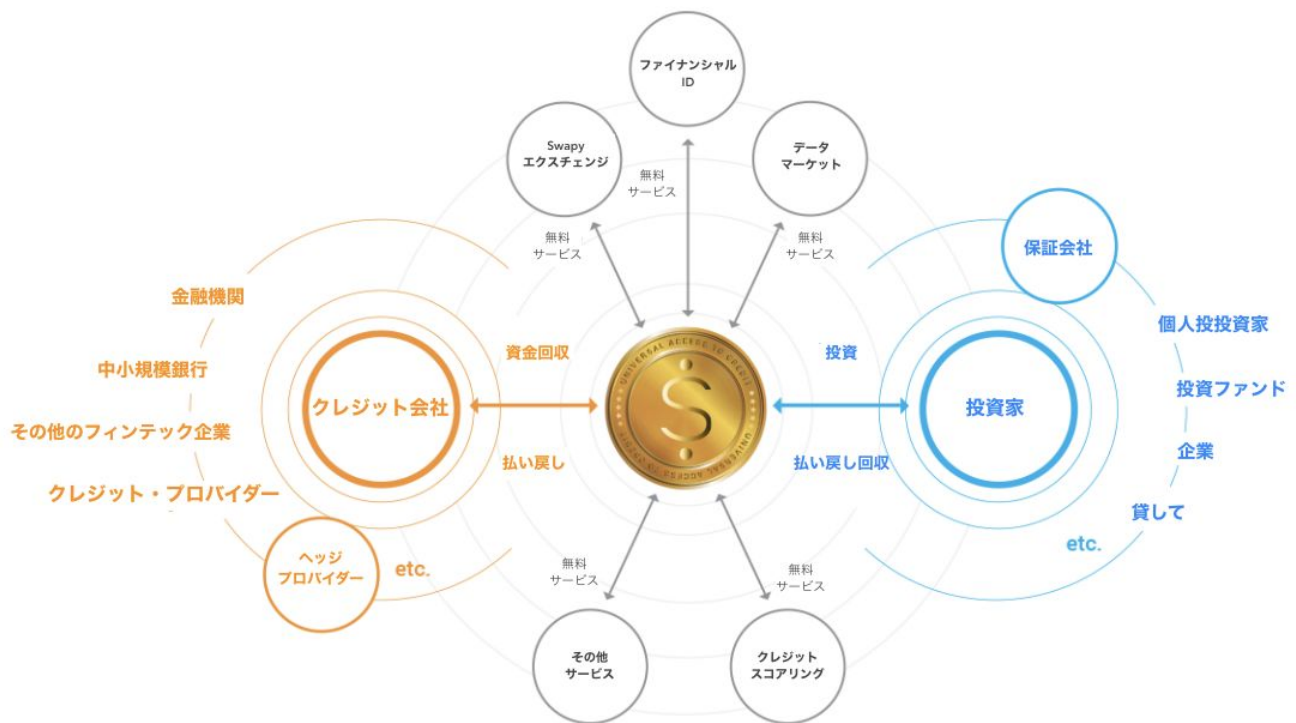 ファイナンシャル
ID
Swapy
エクスチェンジ
データ
マーケット
無料
サービス
無料
サービス
無料
サービス
保証会社
金融機関
個人投投資家
資金回収
投資
中小規模銀行
投資ファンド
クレジット会社
UNIVERSAL ACCESS TO CREDIT
UNIVERSAL ACCESS TO CREDIT
投資家
その他のフィンテック企業
企業
払い戻し
払い戻し回収
クレジット・プロバイダー
貸して
etc.
ヘッジ
プロバイダー
etc.
無料
サービス
無料
サービス
その他
サービス
クレジット
スコアリング